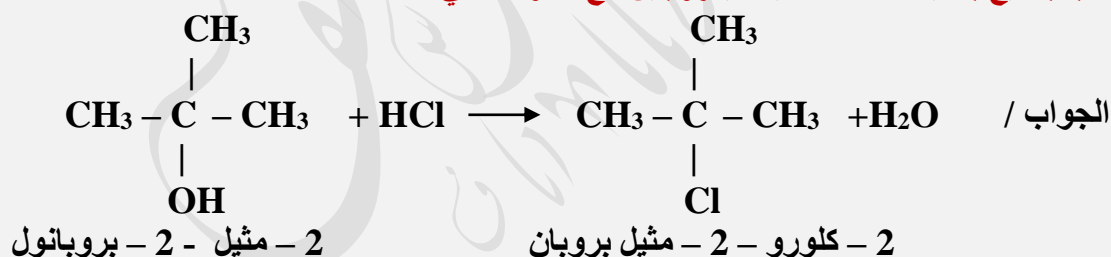 CH₃ CH₃
| |
CH₃ – C – CH₃ + HCl ⟶ CH₃ – C – CH₃ +H₂O الجواب /
| |
OH Cl
2 – مثيل - 2 – بروبانول 2 – كلورو – 2 – مثيل بروبان